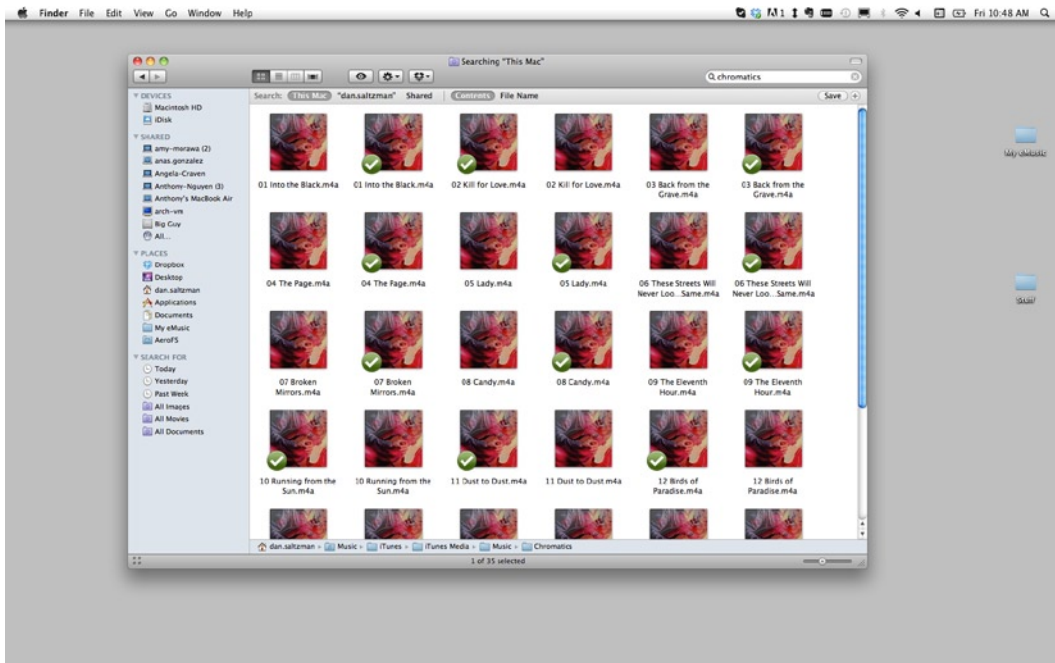 Finder File Edit View Go Window Help
1 Fri 10:48 AM
Searching "This Mac"
chromatics
Search: This Mac "dan.saltzman" Shared Contents File Name Save
DEVICES
Macintosh HD
iDisk
SHARED
amy-merawa (2)
anas.gonzalez
Angela-Craven
Anthony-Nguyen (3)
Anthony's MacBook Air
arch-vm
Big Guy
All...
PLACES
Dropbox
Desktop
dan.saltzman
Applications
Documents
My eMusic
AeroFS
SEARCH FOR
Today
Yesterday
Past Week
All Images
All Movies
All Documents
01 Into the Black.m4a 01 Into the Black.m4a 02 Kill for Love.m4a 02 Kill for Love.m4a 03 Back from the 03 Back from the
Grave.m4a Grave.m4a
04 The Page.m4a 04 The Page.m4a 05 Lady.m4a 05 Lady.m4a 06 These Streets Will 06 These Streets Will
Never Loo...Same.m4a Never Loo...Same.m4a
07 Broken 07 Broken 08 Candy.m4a 08 Candy.m4a 09 The Eleventh 09 The Eleventh
Mirrors.m4a Mirrors.m4a Hour.m4a Hour.m4a
10 Running from the 10 Running from the 11 Dust to Dust.m4a 11 Dust to Dust.m4a 12 Birds of 12 Birds of
Sun.m4a Sun.m4a Paradise.m4a Paradise.m4a
dan.saltzman Music iTunes iTunes Media Music Chromatics
1 of 35 selected
My eMusic
Stuff